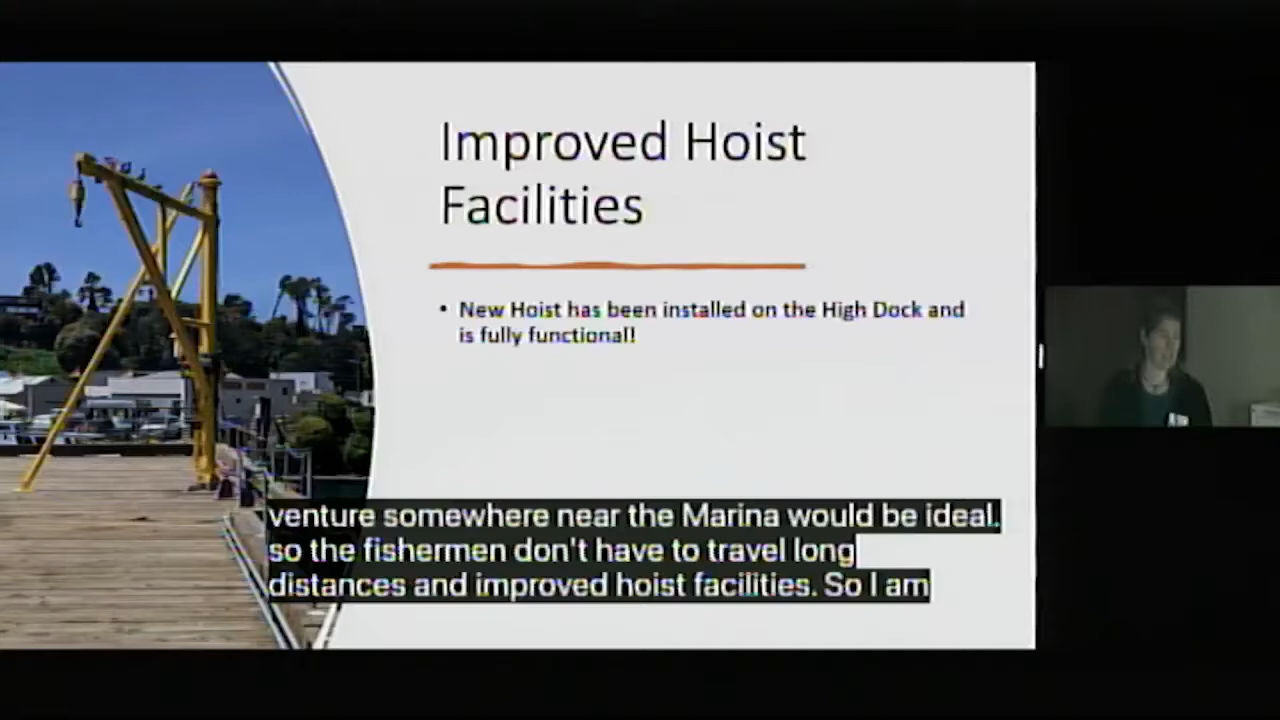 Improved Hoist
Facilities
• New Hoist has been installed on the High Dock and
is fully functional!
venture somewhere near the Marina would be ideal.
so the fishermen don't have to travel long
distances and improved hoist facilities. So I am